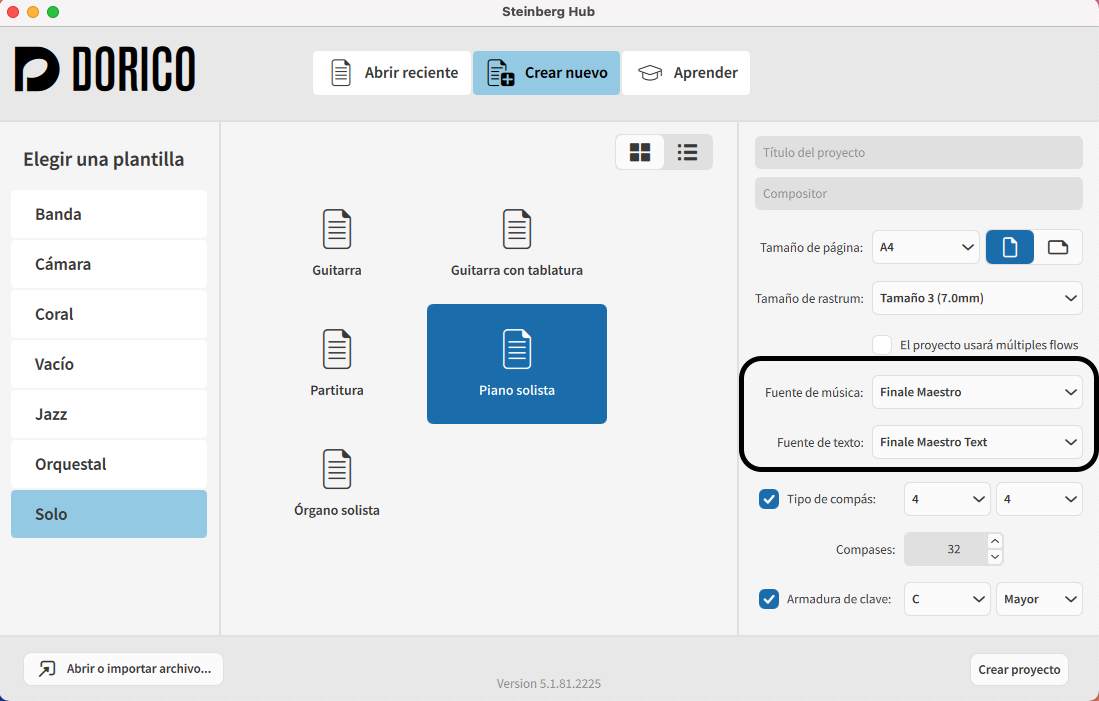 Steinberg Hub
DORICO
Abrir reciente
Crear nuevo
Aprender
Elegir una plantilla
Banda
Cámara
Coral
Vacío
Jazz
Orquestal
Solo
Guitarra
Guitarra con tablatura
Partitura
Piano solista
Órgano solista
Título del proyecto
Compositor
Tamaño de página: A4
Tamaño de rastrum: Tamaño 3 (7.0mm)
El proyecto usará múltiples flows
Fuente de música: Finale Maestro
Fuente de texto: Finale Maestro Text
Tipo de compás: 4 4
Compases: 32
Armadura de clave: C Mayor
Abrir o importar archivo...
Version 5.1.81.2225
Crear proyecto